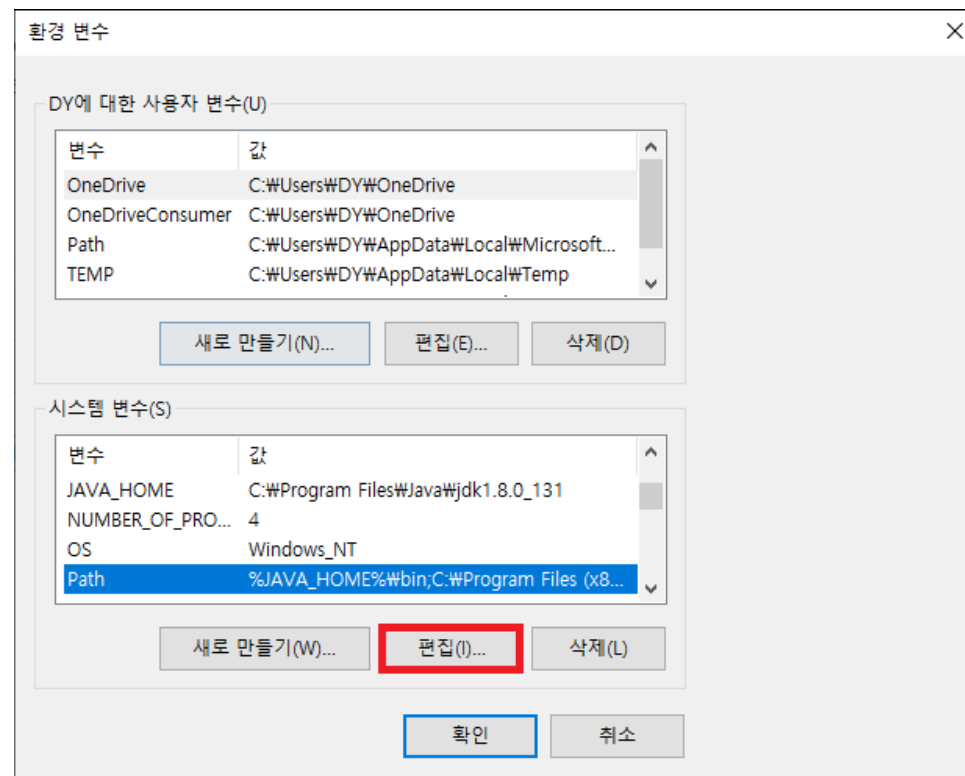 환경 변수
DY에 대한 사용자 변수(U)
변수 값
OneDrive C:₩Users₩DY₩OneDrive
OneDriveConsumer C:₩Users₩DY₩OneDrive
Path C:₩Users₩DY₩AppData₩Local₩Microsoft...
TEMP C:₩Users₩DY₩AppData₩Local₩Temp
새로 만들기(N)... 편집(E)... 삭제(D)
시스템 변수(S)
변수 값
JAVA_HOME C:₩Program Files₩Java₩jdk1.8.0_131
NUMBER_OF_PRO... 4
OS Windows_NT
Path %JAVA_HOME%₩bin;C:₩Program Files (x8...
새로 만들기(W)... 편집(I)... 삭제(L)
확인 취소